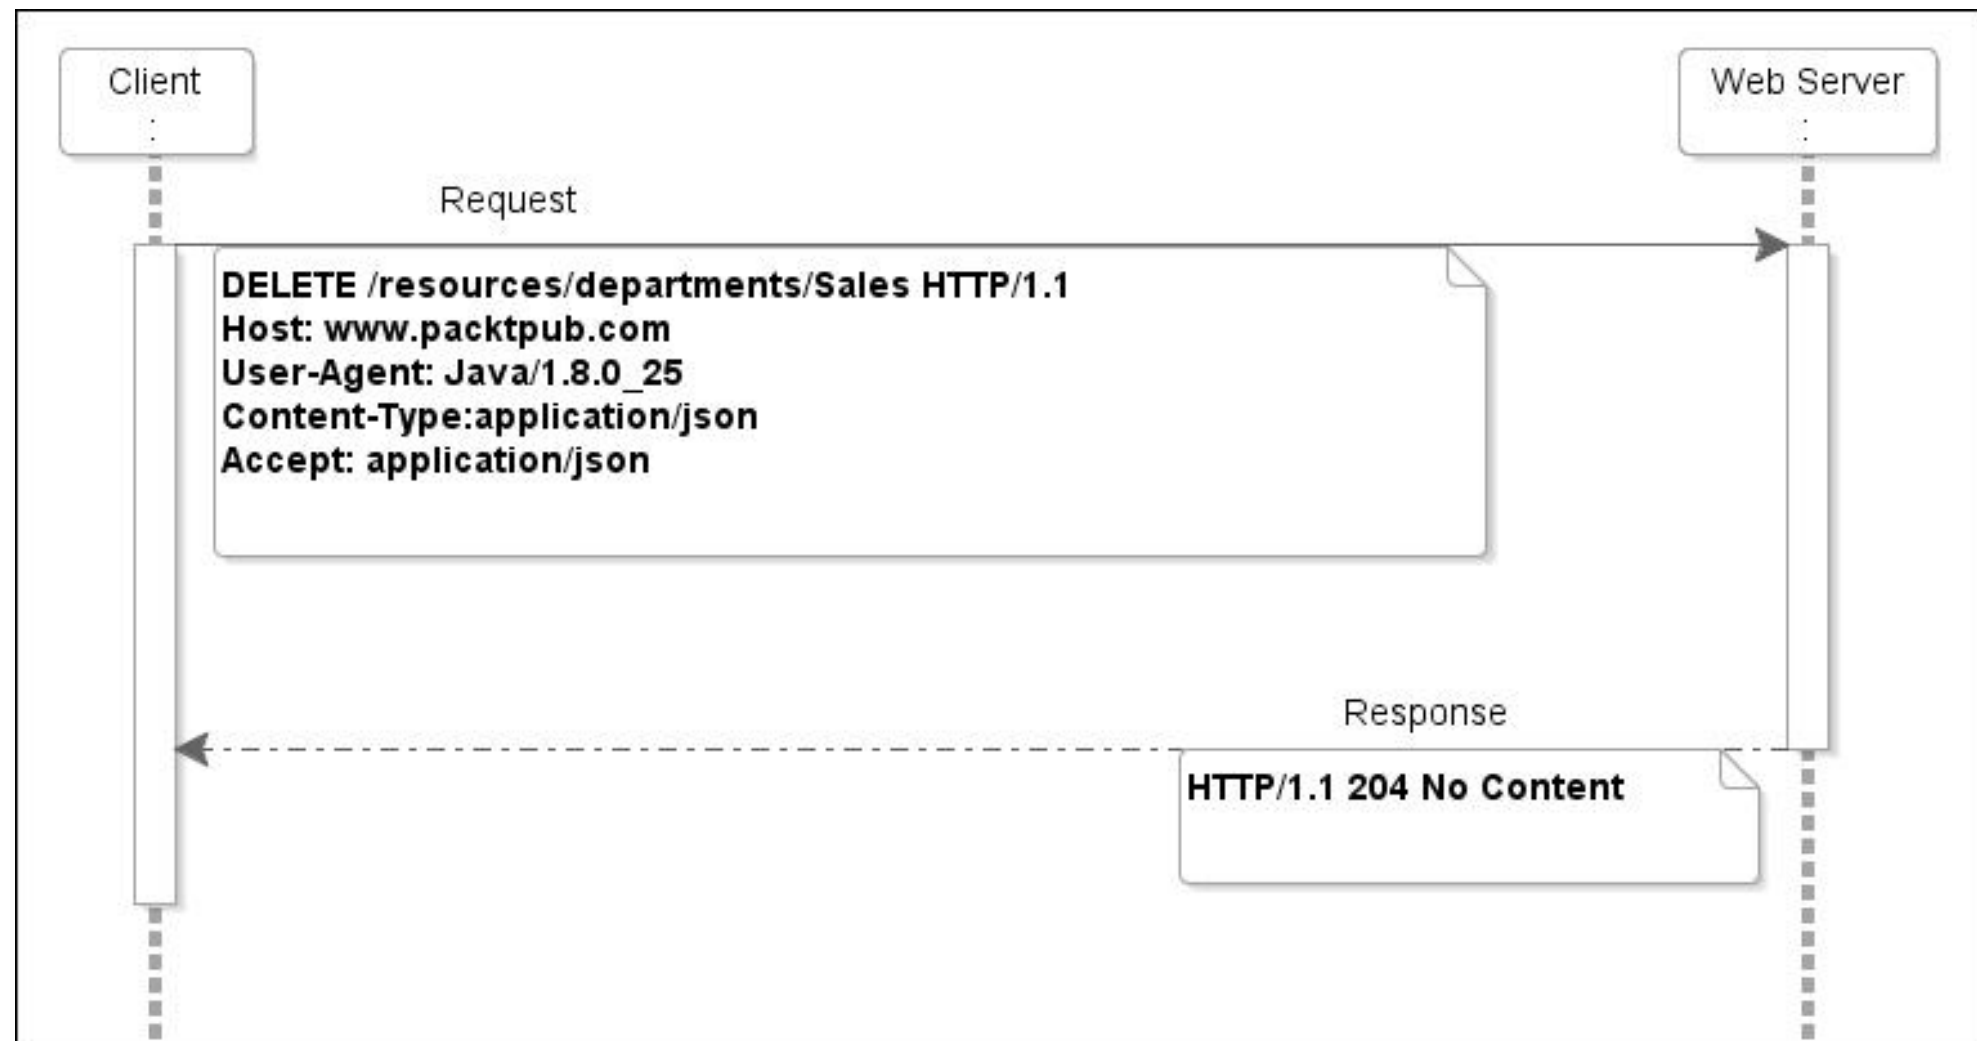 Client
:
Web Server
:
Request
DELETE /resources/departments/Sales HTTP/1.1
Host: www.packtpub.com
User-Agent: Java/1.8.0_25
Content-Type:application/json
Accept: application/json
Response
HTTP/1.1 204 No Content